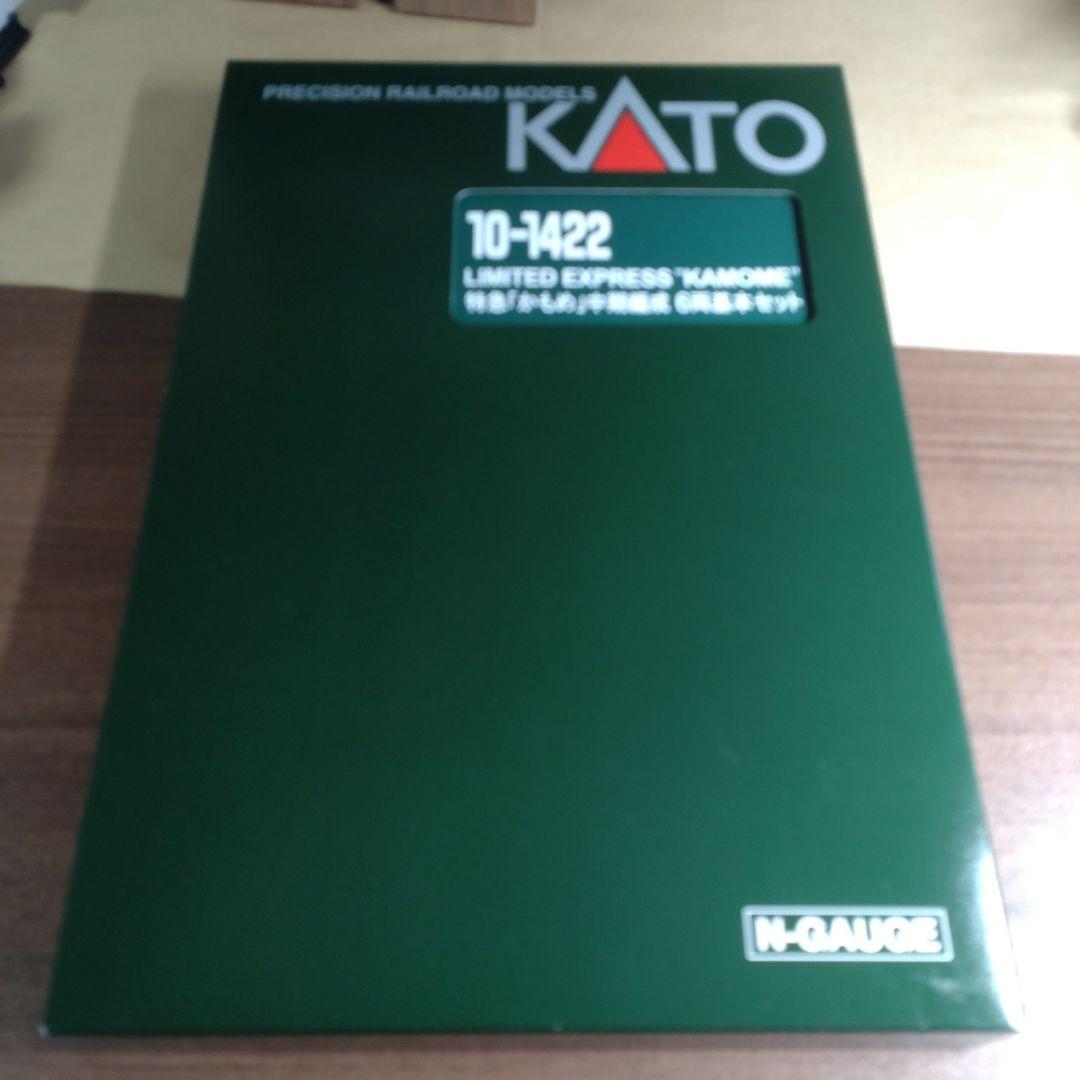 PRECISION RAILROAD MODELS
KATO
10-1422
LIMITED EXPRESS "KAMOME"
特急「かもめ」中期編成 6両基本セット
N-GAUGE